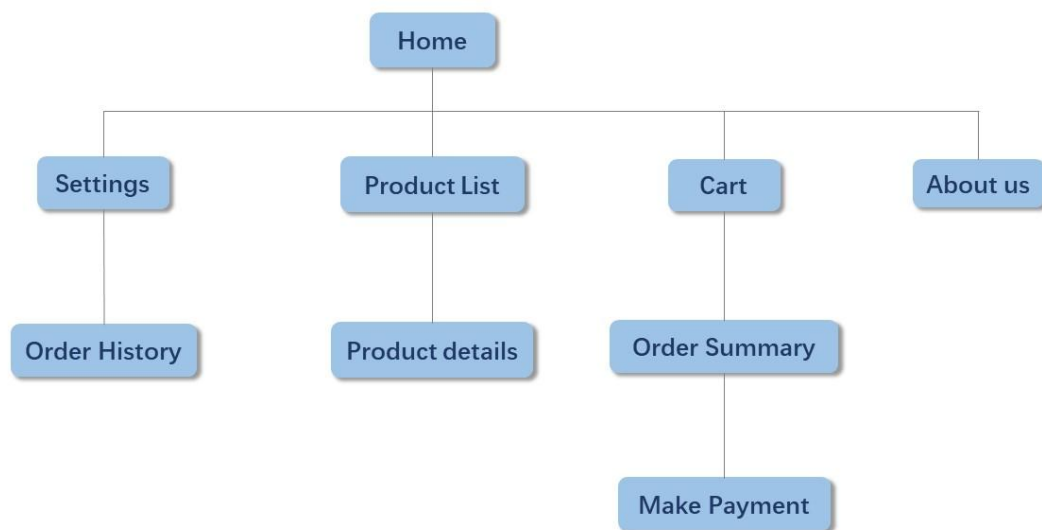 Home
Settings
Product List
Cart
About us
Order History
Product details
Order Summary
Make Payment